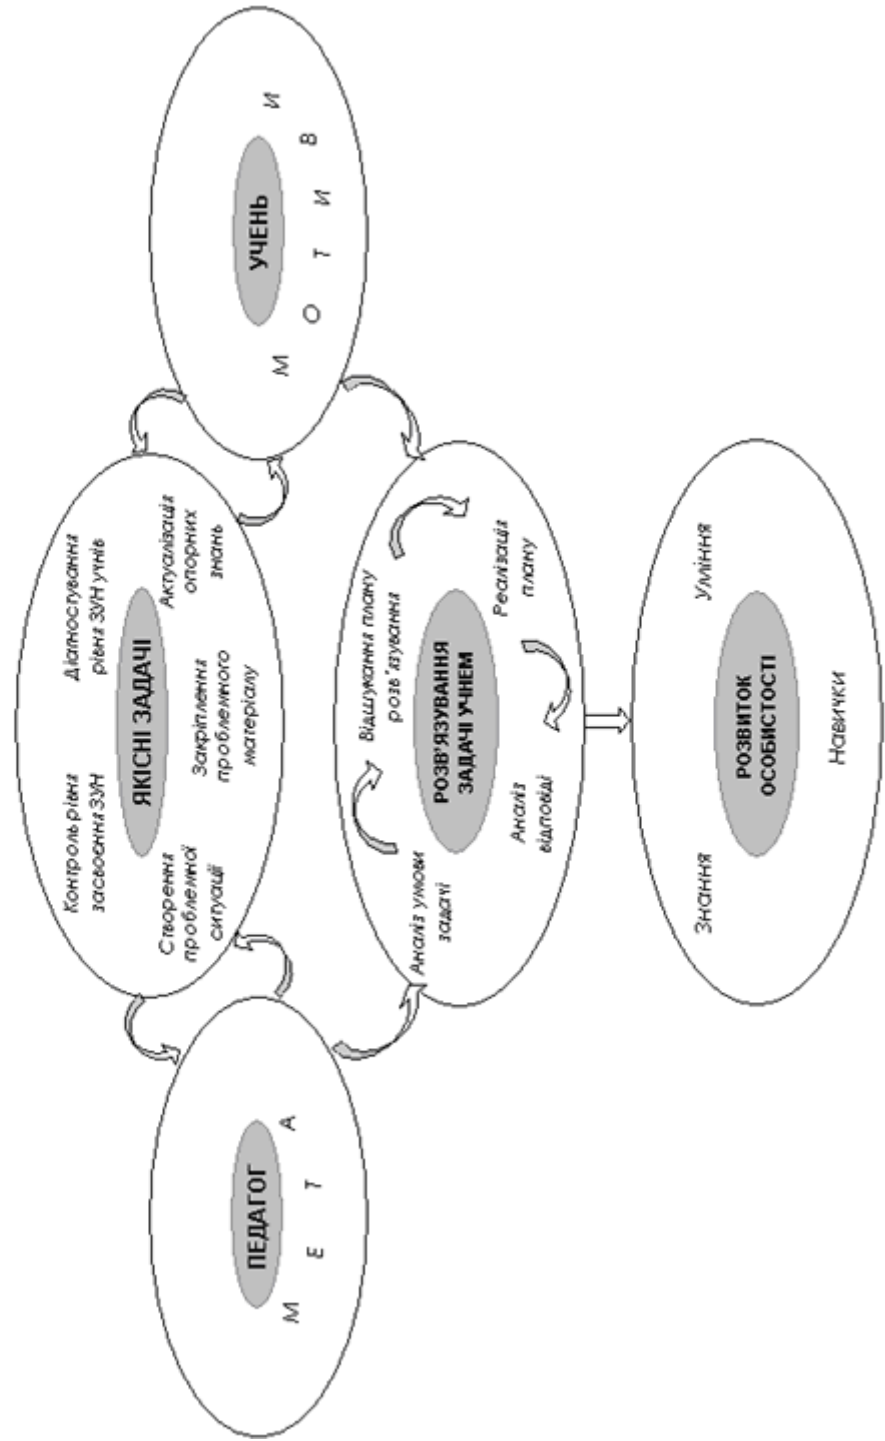 Контроль рівня
засвоєння ЗУН
Діагностування
рівня ЗУН учнів
ЯКІСНІ ЗАДАЧІ
Створення
проблемної
ситуації
Закріплення
проблемного
матеріалу
Актуалізація
опорних
знань
ПЕДАГОГ
М Е Т А
УЧЕНЬ
М О Т И В И
Аналіз умови
задачі
Відшукання плану
розв'язування
РОЗВ'ЯЗУВАННЯ
ЗАДАЧІ УЧНЕМ
Реалізація
плану
Аналіз
відповіді
Знання
Уміння
РОЗВИТОК
ОСОБИСТОСТІ
Навички